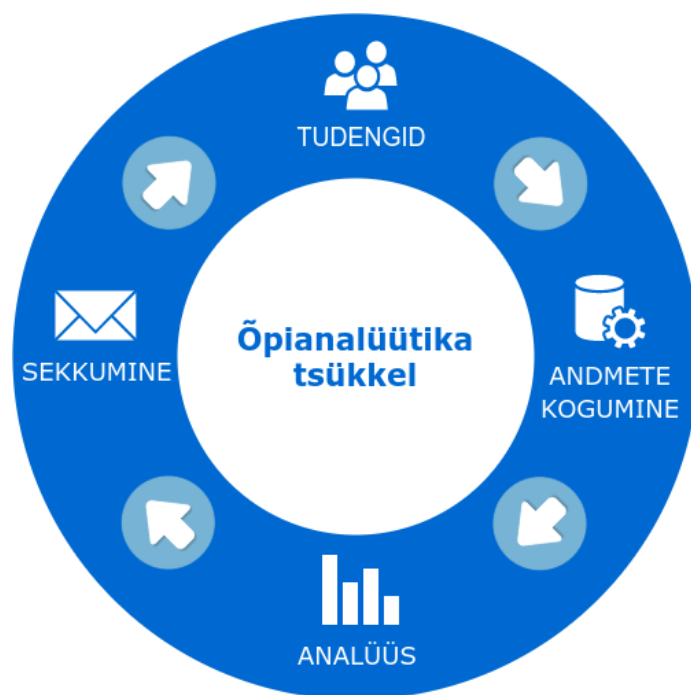 TUDENGID
Õpianalüütika
tsükkel
SEKKUMINE
ANDMETE
KOGUMINE
ANALÜÜS